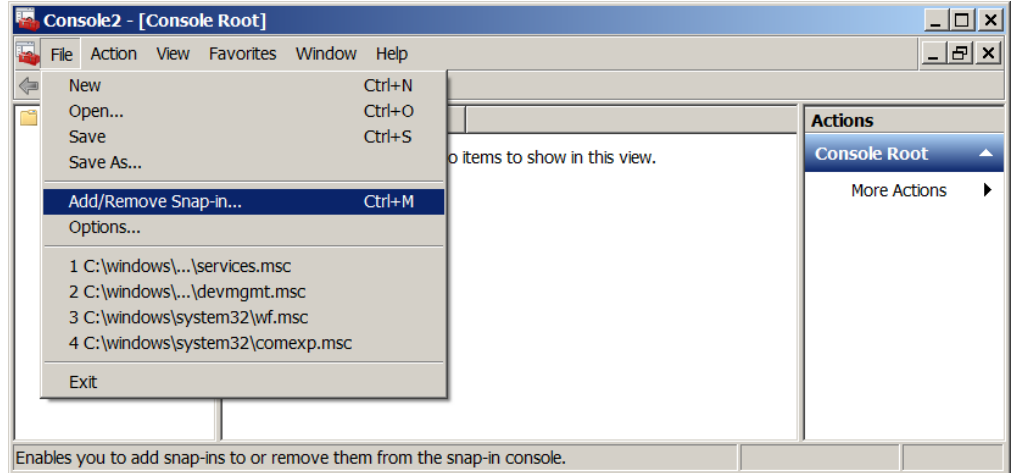 Console2 - [Console Root]
File Action View Favorites Window Help
New Ctrl+N
Open... Ctrl+O
Save Ctrl+S
Save As...
Add/Remove Snap-in... Ctrl+M
Options...
1 C:\windows\...\services.msc
2 C:\windows\...\devmgmt.msc
3 C:\windows\system32\wf.msc
4 C:\windows\system32\comexp.msc
Exit
o items to show in this view.
Actions
Console Root
More Actions
Enables you to add snap-ins to or remove them from the snap-in console.